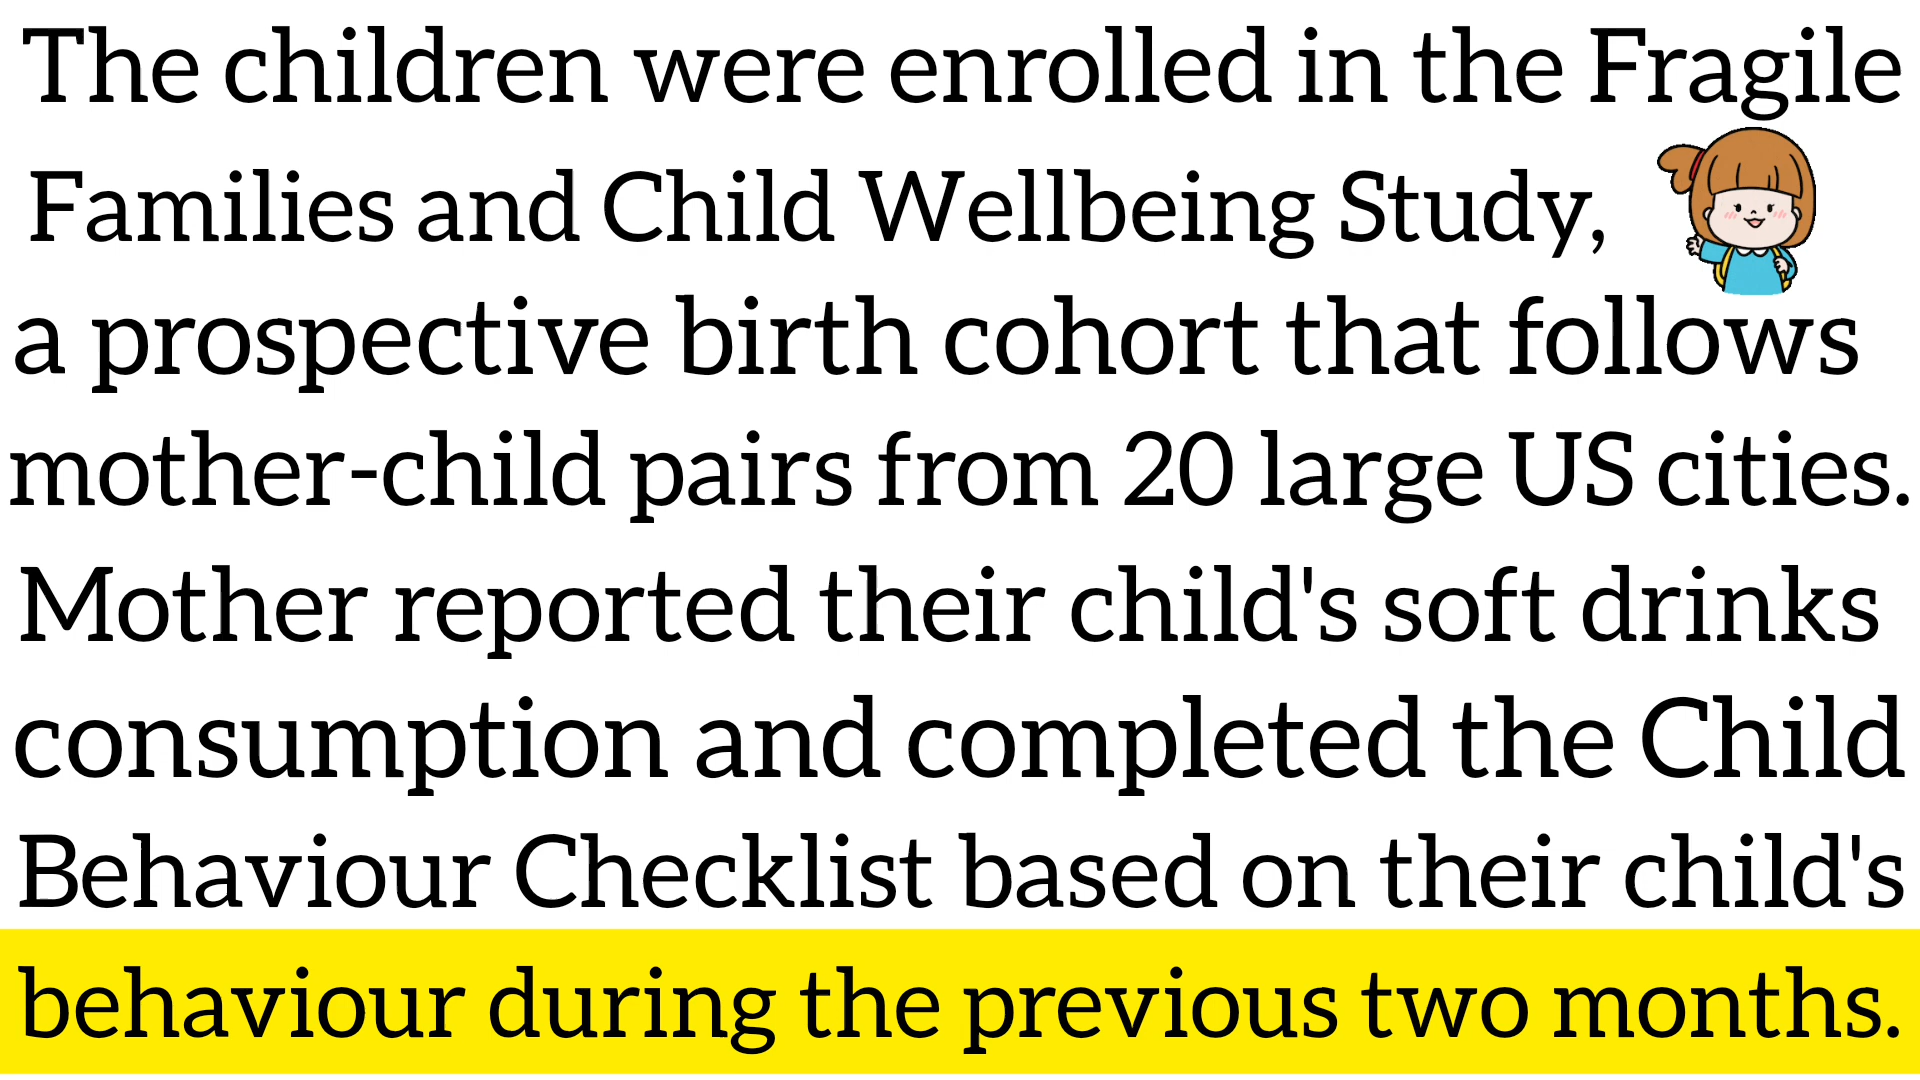 The children were enrolled in the Fragile
Families and Child Wellbeing Study,
a prospective birth cohort that follows
mother-child pairs from 20 large US cities.
Mother reported their child's soft drinks
consumption and completed the Child
Behaviour Checklist based on their child's
behaviour during the previous two months.